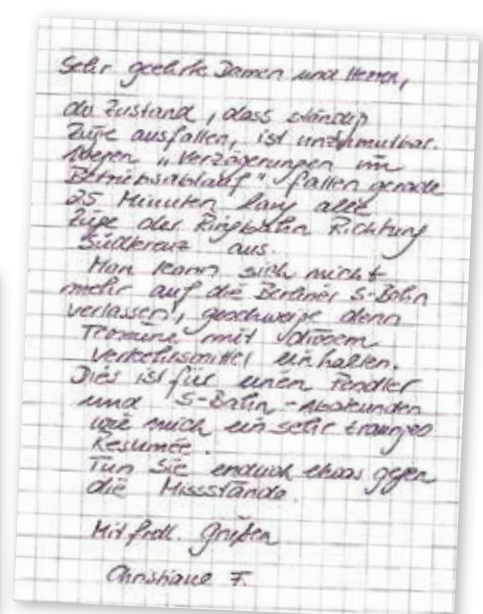 Sehr geehrte Damen und Herren,
der Zustand, dass ständig
Züge ausfallen, ist unzumutbar.
Wegen „Verzögerungen im
Betriebsablauf" fallen gerade
25 Minuten lang alle
Züge der Ringbahn Richtung
Südkreuz aus.
Man kann sich nicht
mehr auf die Berliner S-Bahn
verlassen, geschweige denn
Termine mit diesem
Verkehrsmittel einhalten.
Dies ist für einen Pendler
und S-Bahn-Abokunden
wie mich ein sehr trauriges
Resumée.
Tun Sie endlich etwas gegen
die Missstände.
Mit frdl. Grüßen
Christiane F.